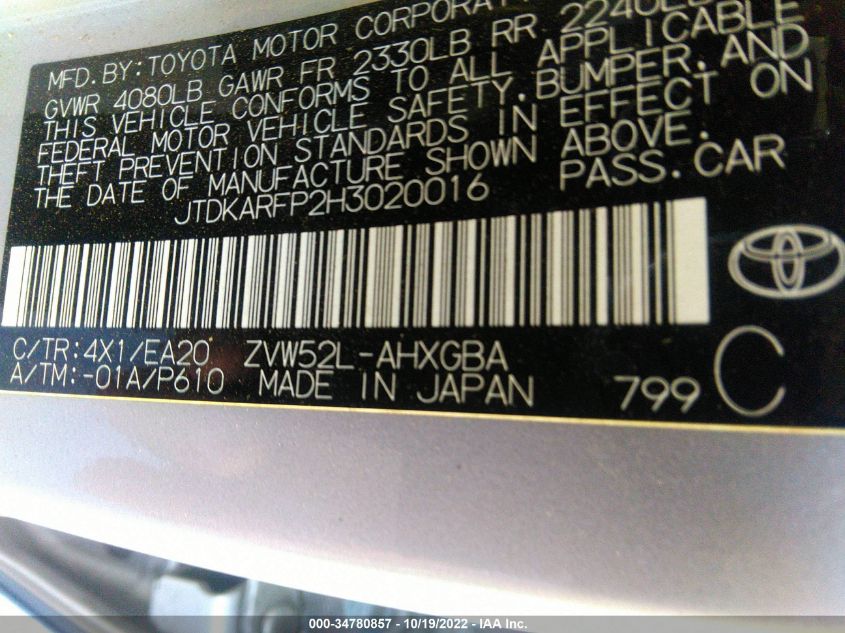 MFD. BY: TOYOTA MOTOR CORPORAT
GVWR 4080LB GAWR FR 2330LB RR 2240LB
THIS VEHICLE CONFORMS TO ALL APPLICABLE
FEDERAL MOTOR VEHICLE SAFETY, BUMPER, AND
THEFT PREVENTION STANDARDS IN EFFECT ON
THE DATE OF MANUFACTURE SHOWN ABOVE.
JTDKARFP2H3020016 PASS. CAR
C/TR: 4X1/EA20 ZVW52L-AHXGBA
A/TM: -01A/P610 MADE IN JAPAN 799 C
000-34780857 - 10/19/2022 - IAA Inc.